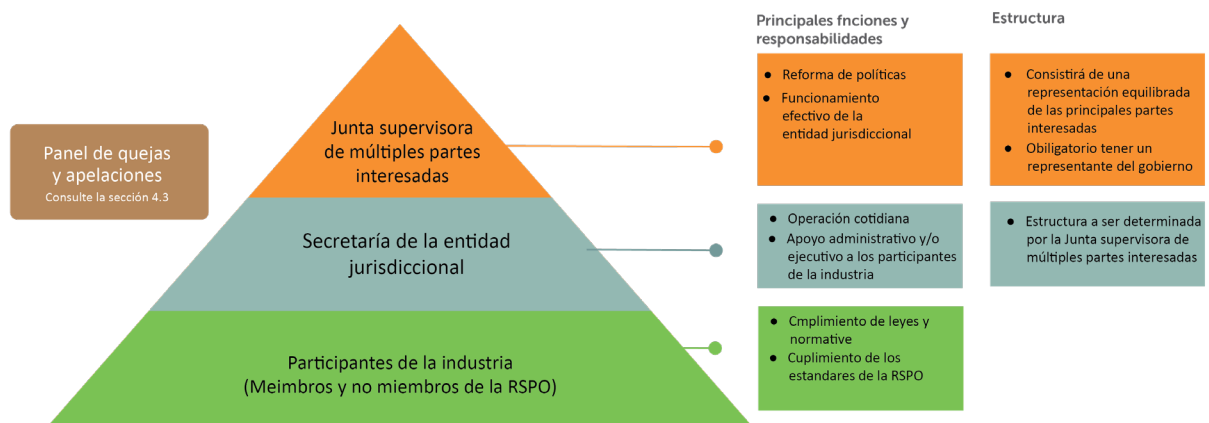 Principales fnciones y
responsabilidades
Estructura
Panel de quejas
y apelaciones
Consulte la sección 4.3
Junta supervisora
de múltiples partes
interesadas
● Reforma de políticas
● Funcionamiento
efectivo de la
entidad jurisdiccional
● Consistirá de una
representación equilibrada
de las principales partes
interesadas
● Obiligatorio tener un
representante del gobierno
Secretaría de la entidad
jurisdiccional
● Operación cotidiana
● Apoyo administrativo y/o
ejecutivo a los participantes
de la industria
● Estructura a ser determinada
por la Junta supervisora de
múltiples partes interesadas
Participantes de la industria
(Meimbros y no miembros de la RSPO)
● Cmplimiento de leyes y
normative
● Cuplimiento de los
estandares de la RSPO